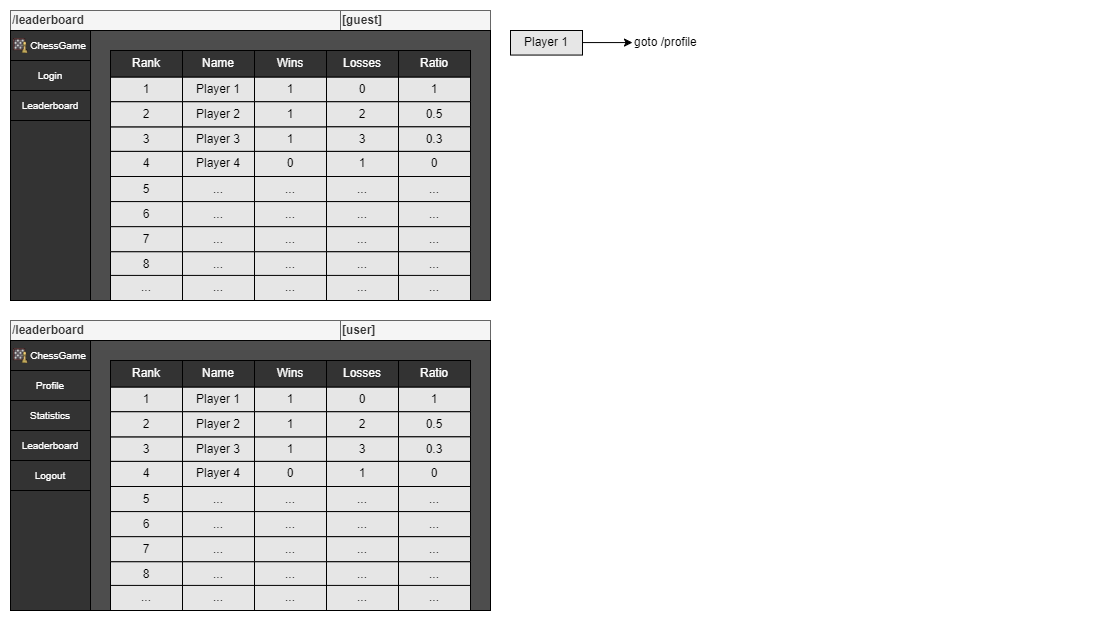 /leaderboard [guest]
ChessGame
Login
Leaderboard
Rank Name Wins Losses Ratio
1 Player 1 1 0 1
2 Player 2 1 2 0.5
3 Player 3 1 3 0.3
4 Player 4 0 1 0
5 ... ... ... ...
6 ... ... ... ...
7 ... ... ... ...
8 ... ... ... ...
... ... ... ... ...
Player 1 goto /profile
/leaderboard [user]
ChessGame
Profile
Statistics
Leaderboard
Logout
Rank Name Wins Losses Ratio
1 Player 1 1 0 1
2 Player 2 1 2 0.5
3 Player 3 1 3 0.3
4 Player 4 0 1 0
5 ... ... ... ...
6 ... ... ... ...
7 ... ... ... ...
8 ... ... ... ...
... ... ... ... ...